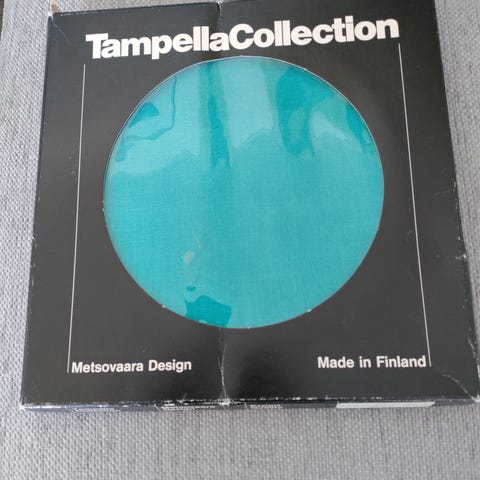 TampellaCollection
Metsovaara Design
Made in Finland